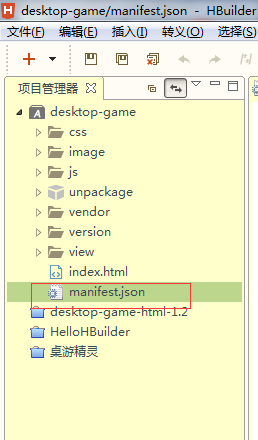 desktop-game/manifest.json - HBuilder
文件(F) 编辑(E) 插入(I) 转义(O) 选择(S)
项目管理器
desktop-game
css
image
js
unpackage
vendor
version
view
index.html
manifest.json
desktop-game-html-1.2
HelloHBuilder
桌游精灵